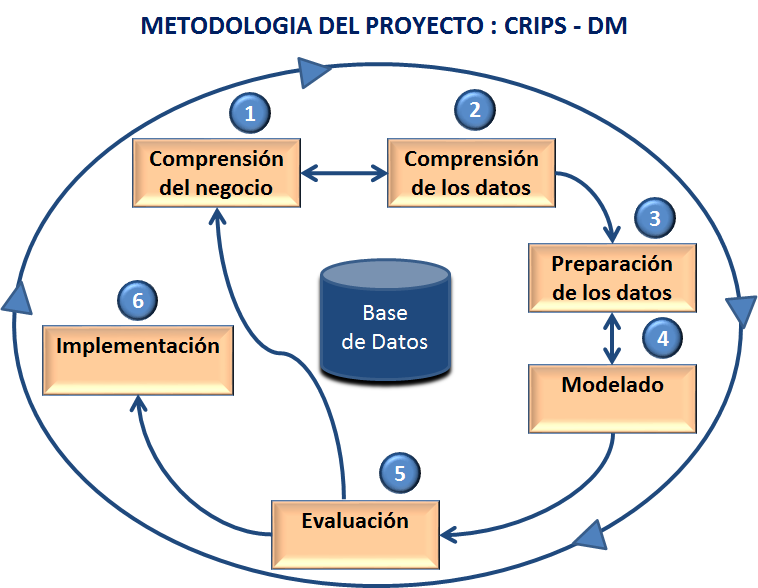 METODOLOGIA DEL PROYECTO : CRIPS - DM
1
Comprensión
del negocio
2
Comprensión
de los datos
3
Preparación
de los datos
4
Modelado
5
Evaluación
6
Implementación
Base
de Datos